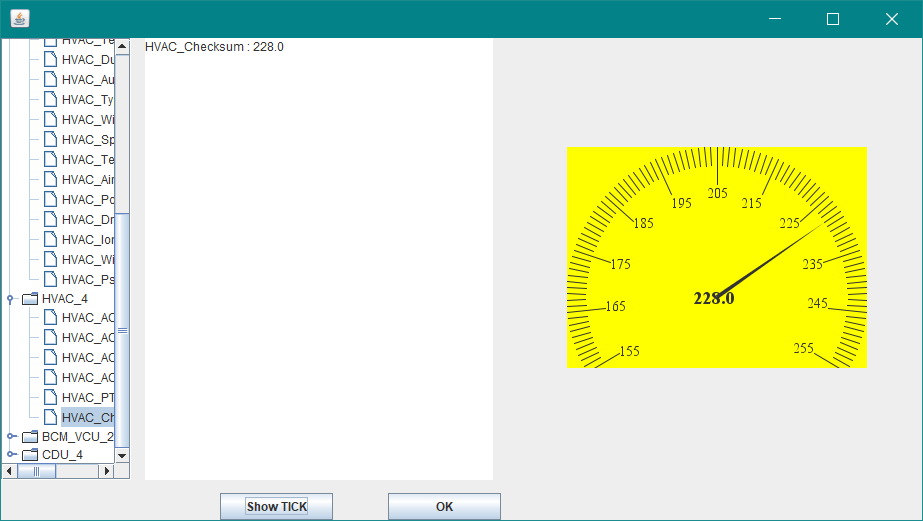 HVAC_Te
HVAC_Du
HVAC_Au
HVAC_Ty
HVAC_Wi
HVAC_Sp
HVAC_Te
HVAC_Air
HVAC_Po
HVAC_Dr
HVAC_Ion
HVAC_Wi
HVAC_Ps
HVAC_4
HVAC_AC
HVAC_AC
HVAC_AC
HVAC_AC
HVAC_PT
HVAC_Ch
BCM_VCU_2
CDU_4
HVAC_Checksum : 228.0
155
165
175
185
195
205
215
225
235
245
255
228.0
Show TICK
OK